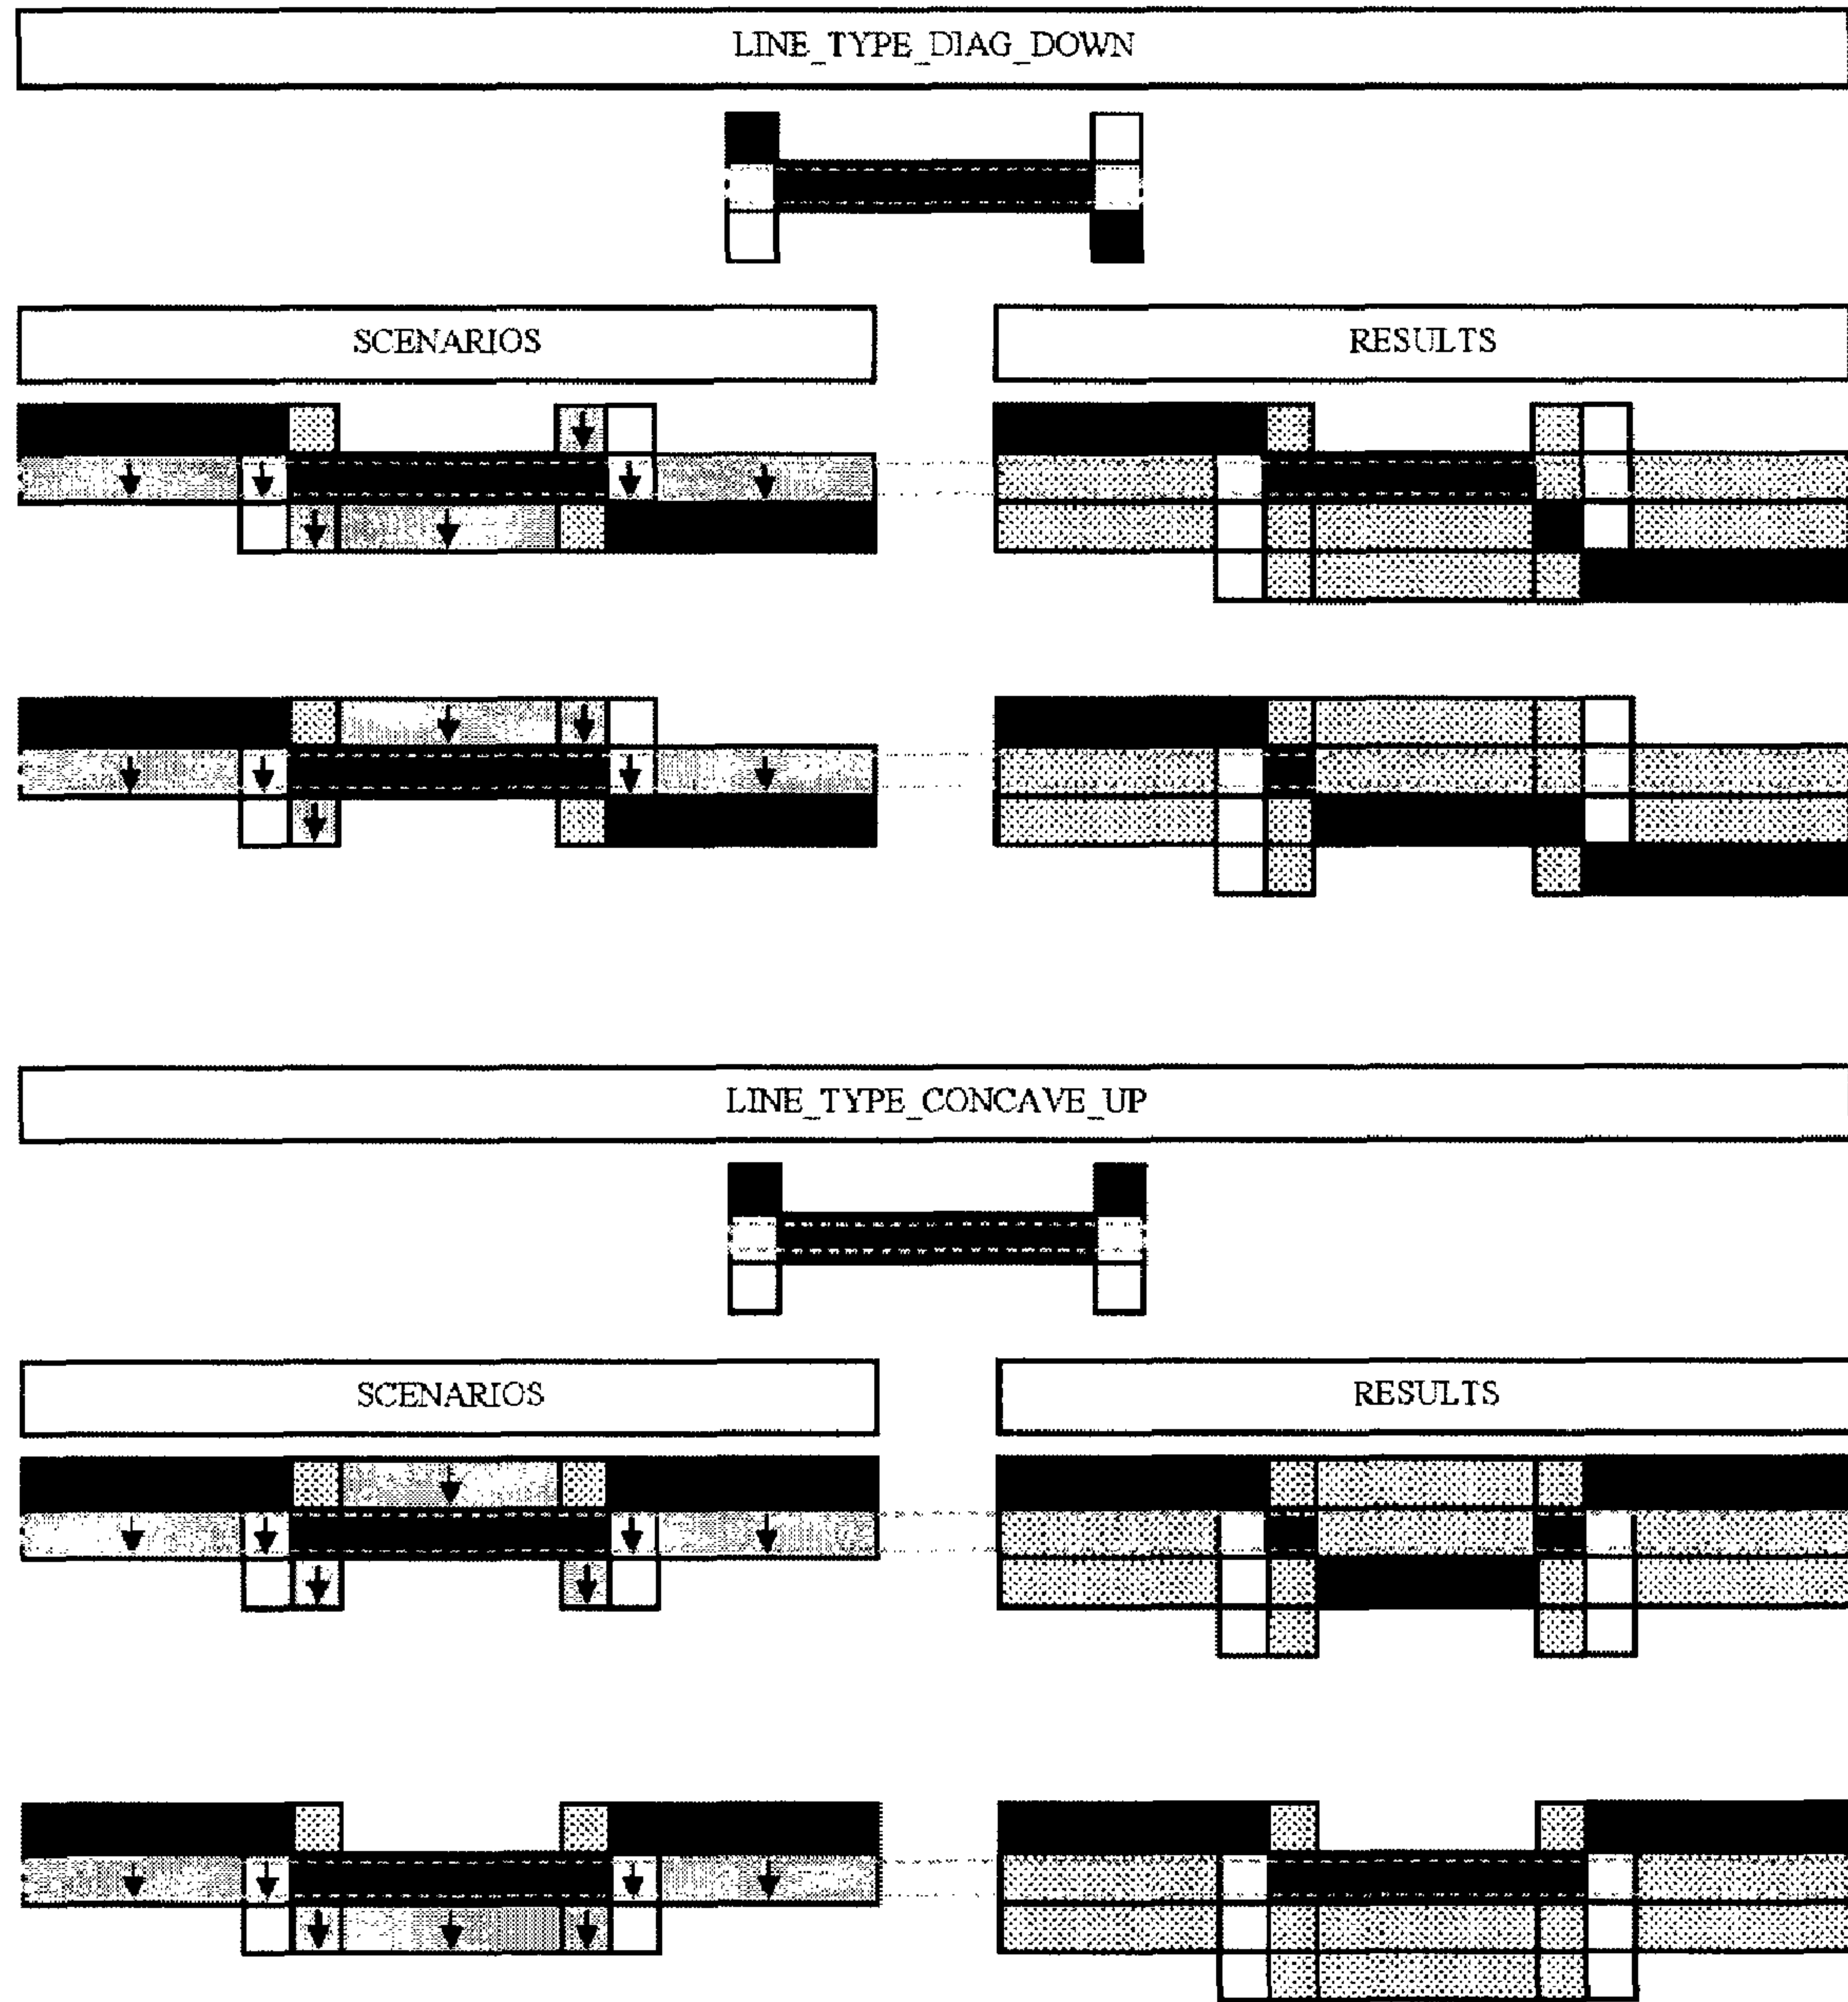 LINE_TYPE_DIAG_DOWN
SCENARIOS
RESULTS
LINE_TYPE_CONCAVE_UP
SCENARIOS
RESULTS